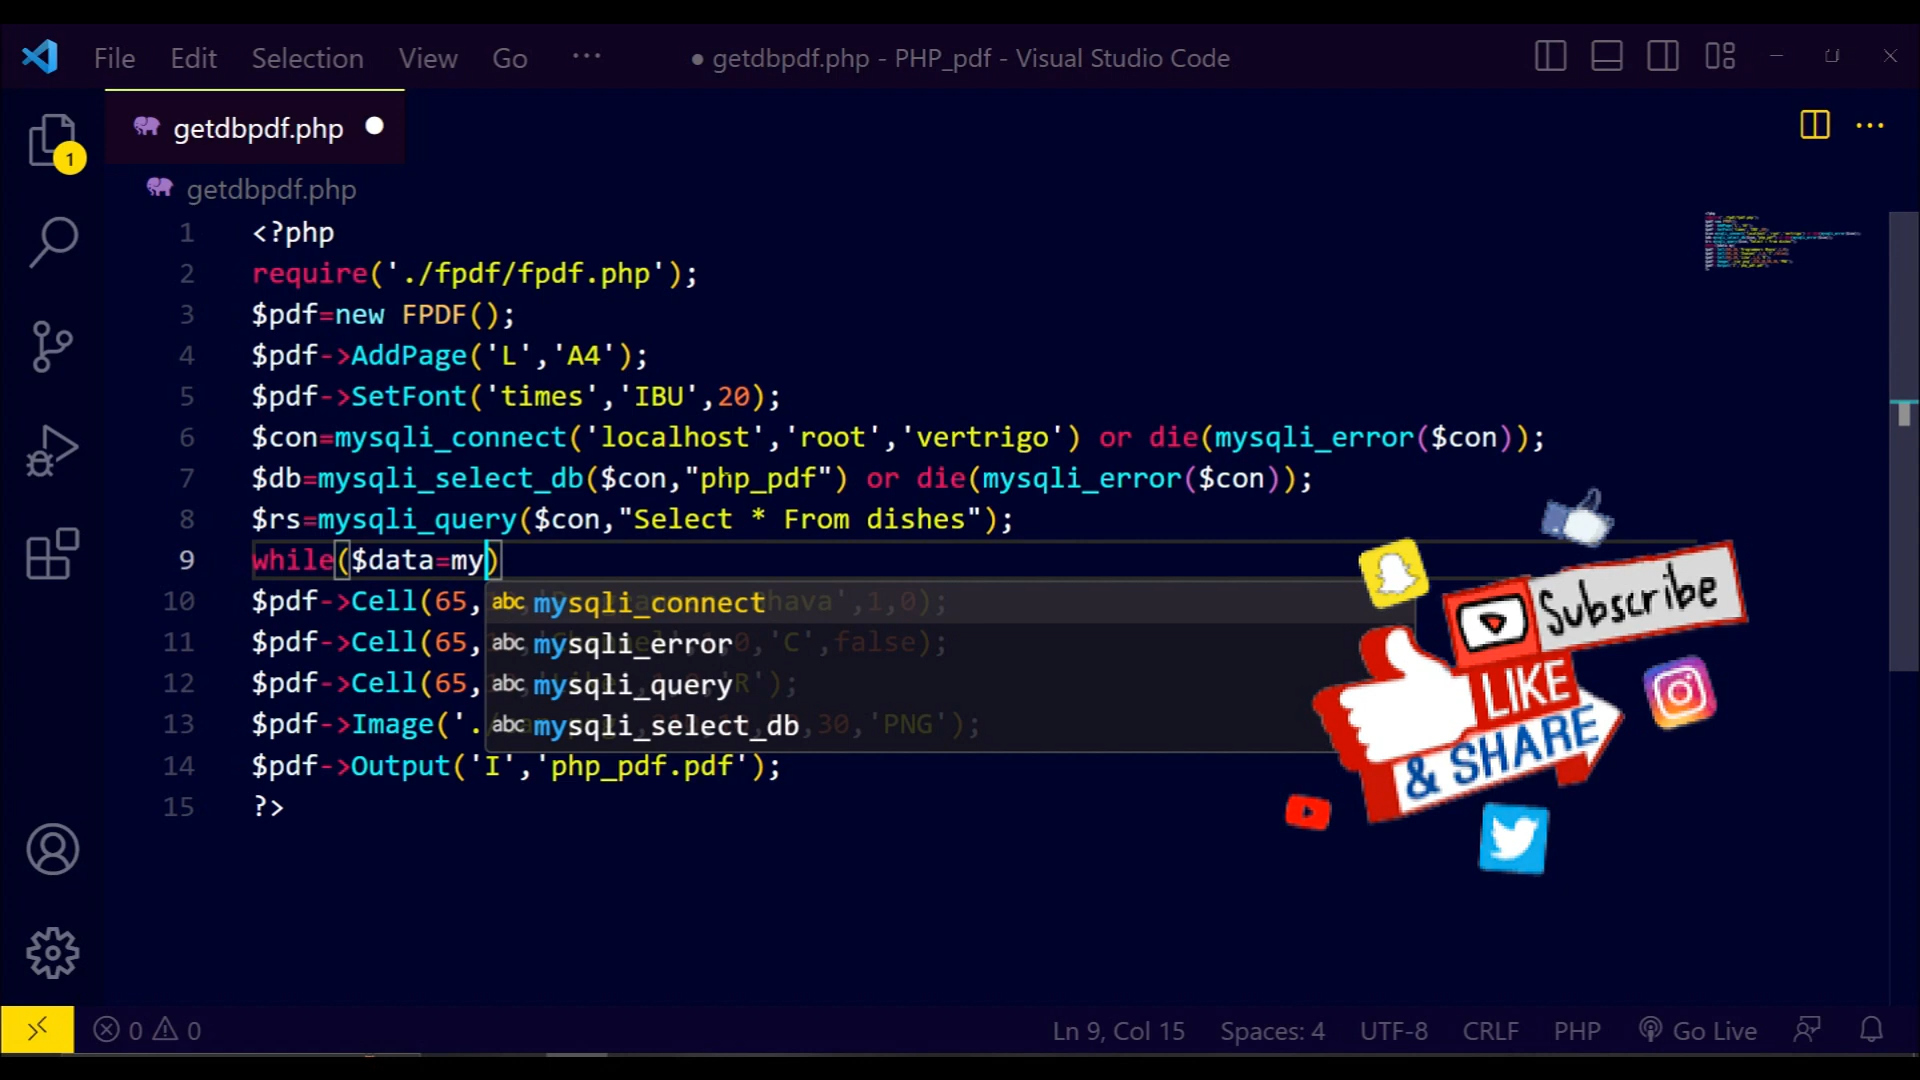 File Edit Selection View Go ··· ● getdbpdf.php - PHP_pdf - Visual Studio Code
getdbpdf.php ●
1
getdbpdf.php
1 <?php
2 require('./fpdf/fpdf.php');
3 $pdf=new FPDF();
4 $pdf->AddPage('L','A4');
5 $pdf->SetFont('times','IBU',20);
6 $con=mysqli_connect('localhost','root','vertrigo') or die(mysqli_error($con));
7 $db=mysqli_select_db($con,"php_pdf") or die(mysqli_error($con));
8 $rs=mysqli_query($con,"Select * From dishes");
9 while($data=my)
10 $pdf->Cell(65,
abc mysqli_connect
11 $pdf->Cell(65, 0,'C',false);
abc mysqli_error
12 $pdf->Cell(65, 'R');
abc mysqli_query
13 $pdf->Image('. ,30,'PNG');
abc mysqli_select_db
14 $pdf->Output('I','php_pdf.pdf');
15 ?>
Subscribe
LIKE
& SHARE
0 0 Ln 9, Col 15 Spaces: 4 UTF-8 CRLF PHP Go Live